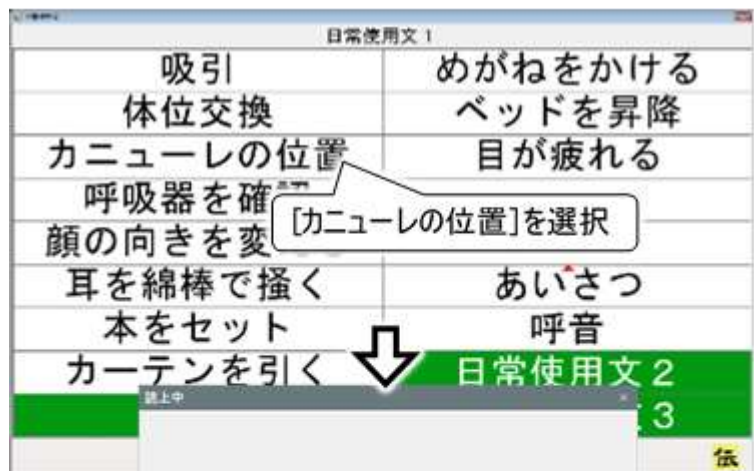 日常使用文1
吸引 めがねをかける
体位交換 ベッドを昇降
カニューレの位置 目が疲れる
呼吸器を確
[カニューレの位置]を選択
顔の向きを変
耳を綿棒で掻く あいさつ
本をセット 呼音
カーテンを引く 日常使用文2
読上中
3
伝